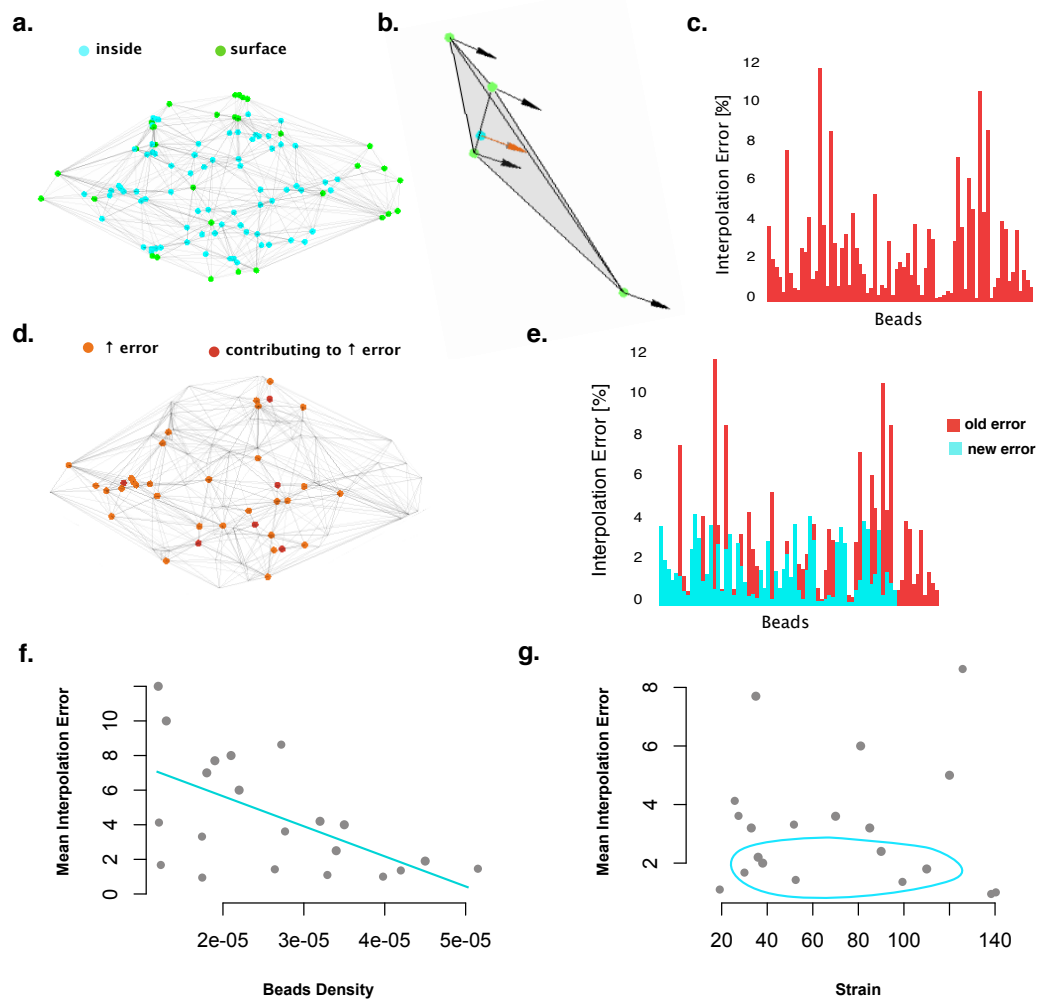 a.
inside
surface
b.
c.
Interpolation Error [%]
12
10
8
6
4
2
0
Beads
d.
↑ error
contributing to ↑ error
e.
Interpolation Error [%]
12
10
8
6
4
2
0
Beads
old error
new error
f.
Mean Interpolation Error
10
8
6
4
2
0
2e-05
3e-05
4e-05
5e-05
Beads Density
g.
Mean Interpolation Error
8
6
4
2
20 40 60 80 100 140
Strain